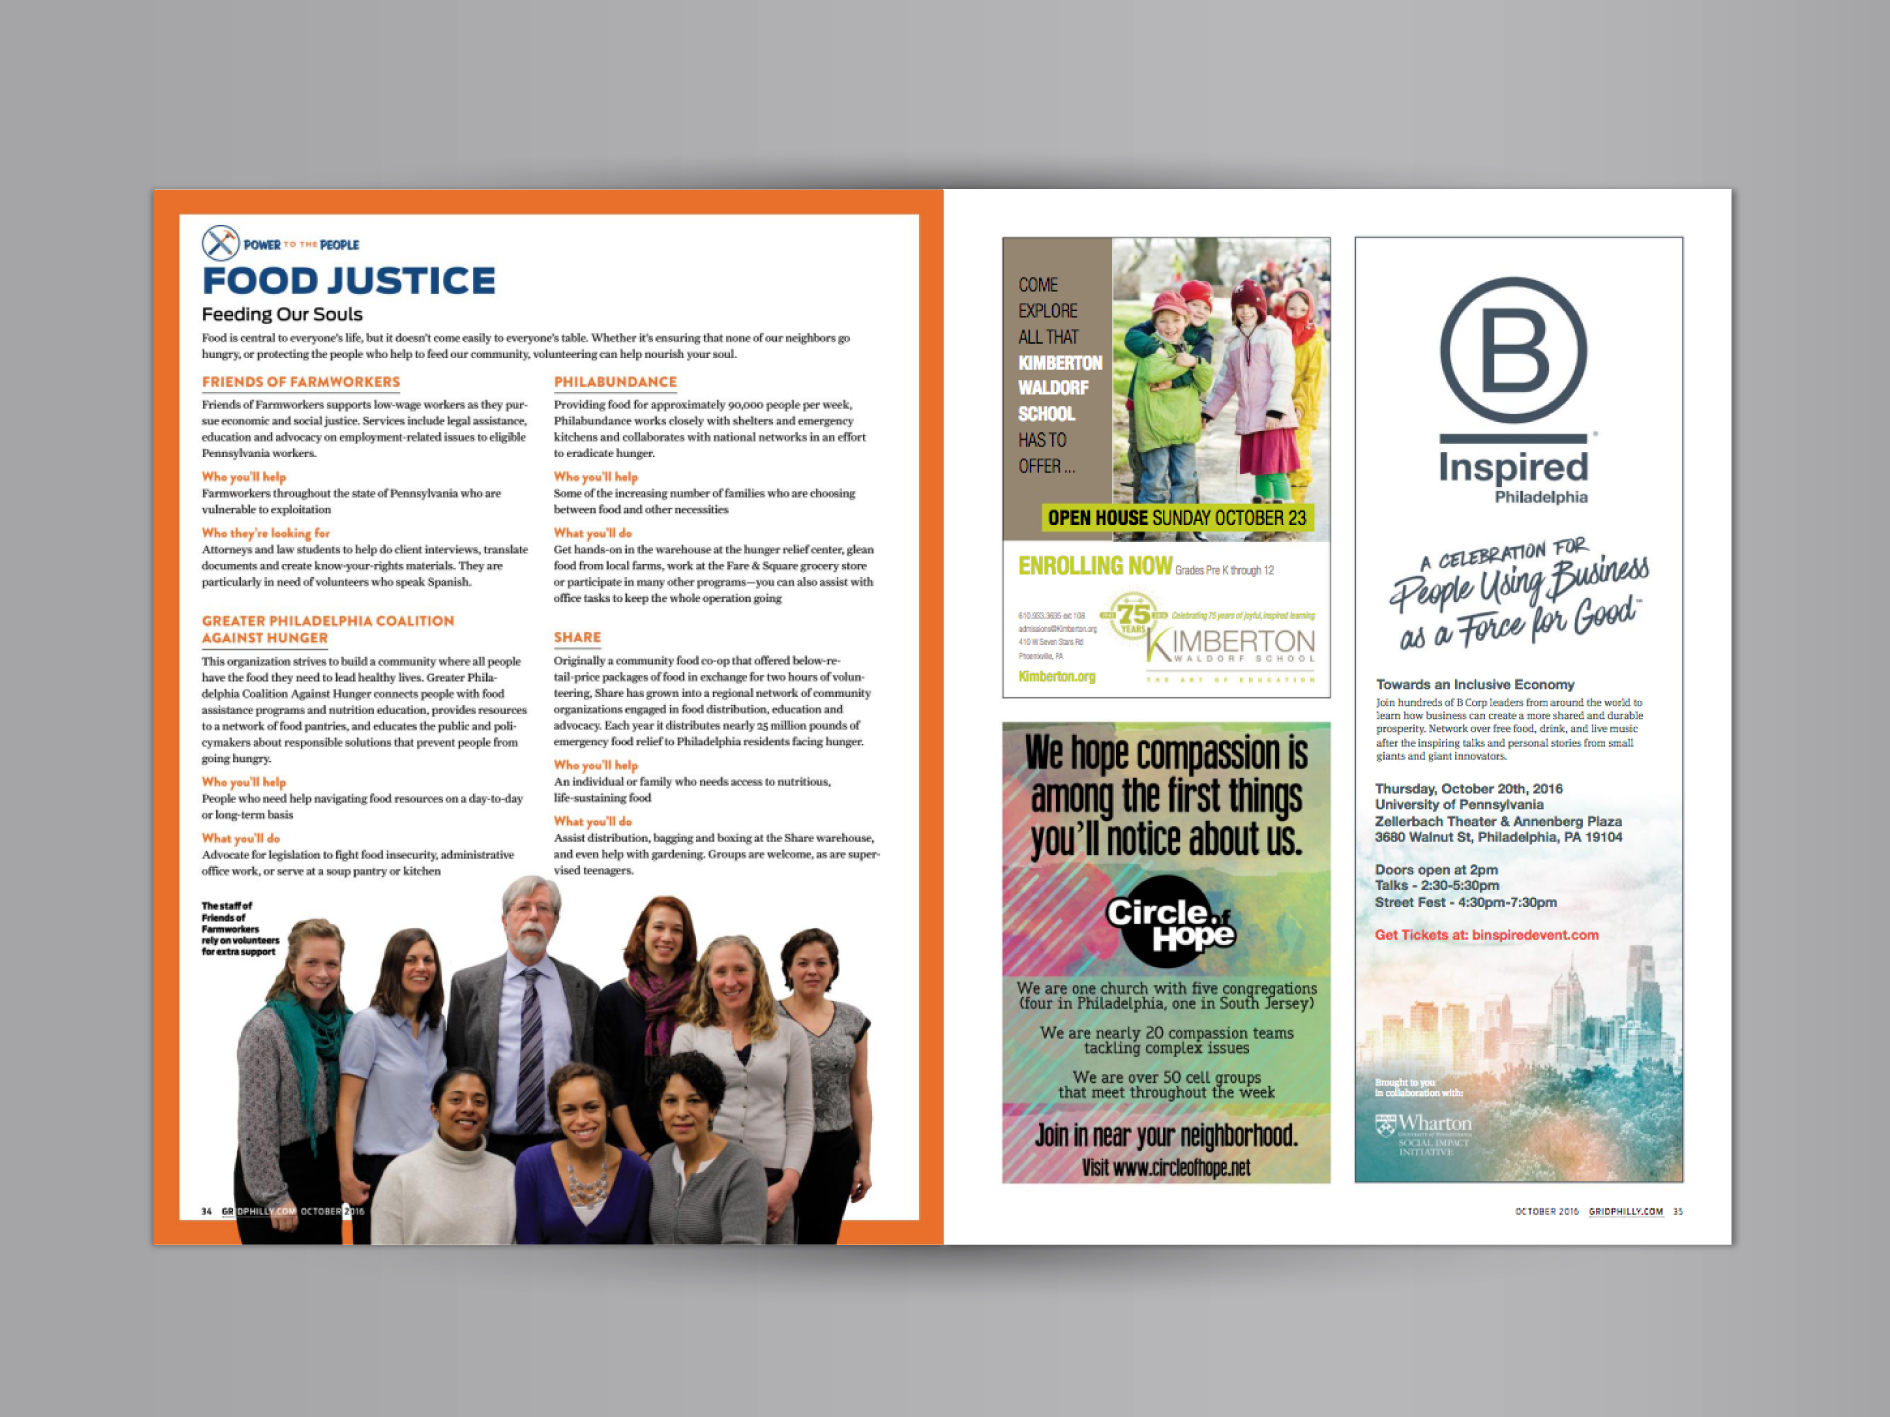 POWER TO THE PEOPLE
FOOD JUSTICE
Feeding Our Souls
Food is central to everyone's life, but it doesn't come easily to everyone's table. Whether it's ensuring that none of our neighbors go
hungry, or protecting the people who help to feed our community, volunteering can help nourish your soul.
FRIENDS OF FARMWORKERS
Friends of Farmworkers supports low-wage workers as they pur-
sue economic and social justice. Services include legal assistance,
education and advocacy on employment-related issues to eligible
Pennsylvania workers.
Who you'll help
Farmworkers throughout the state of Pennsylvania who are
vulnerable to exploitation
Who they're looking for
Attorneys and law students to help do client interviews, translate
documents and create know-your-rights materials. They are
particularly in need of volunteers who speak Spanish.
GREATER PHILADELPHIA COALITION
AGAINST HUNGER
This organization strives to build a community where all people
have the food they need to lead healthy lives. Greater Phila-
delphia Coalition Against Hunger connects people with food
assistance programs and nutrition education, provides resources
to a network of food pantries, and educates the public and poli-
cymakers about responsible solutions that prevent people from
going hungry.
Who you'll help
People who need help navigating food resources on a day-to-day
or long-term basis
What you'll do
Advocate for legislation to fight food insecurity, administrative
office work, or serve at a soup pantry or kitchen
PHILABUNDANCE
Providing food for approximately 90,000 people per week,
Philabundance works closely with shelters and emergency
kitchens and collaborates with national networks in an effort
to eradicate hunger.
Who you'll help
Some of the increasing number of families who are choosing
between food and other necessities
What you'll do
Get hands-on in the warehouse at the hunger relief center, glean
food from local farms, work at the Fare & Square grocery store
or participate in many other programs—you can also assist with
office tasks to keep the whole operation going
SHARE
Originally a community food co-op that offered below-re-
tail-price packages of food in exchange for two hours of volun-
teering, Share has grown into a regional network of community
organizations engaged in food distribution, education and
advocacy. Each year it distributes nearly 25 million pounds of
emergency food relief to Philadelphia residents facing hunger.
Who you'll help
An individual or family who needs access to nutritious,
life-sustaining food
What you'll do
Assist distribution, bagging and boxing at the Share warehouse,
and even help with gardening. Groups are welcome, as are super-
vised teenagers.
The staff of
Friends of
Farmworkers
rely on volunteers
for extra support
34 GRIDPHILLY.COM OCTOBER 2016
COME
EXPLORE
ALL THAT
KIMBERTON
WALDORF
SCHOOL
HAS TO
OFFER ...
OPEN HOUSE SUNDAY OCTOBER 23
ENROLLING NOW Grades Pre K through 12
610.933.3635 ext 108
admissions@Kimberton.org
410 W Seven Stars Rd
Phoenixville, PA
Kimberton.org
75
YEARS
Celebrating 75 years of joyful, inspired learning
KIMBERTON
WALDORF SCHOOL
THE ART OF EDUCATION
We hope compassion is
among the first things
you'll notice about us.
Circle of
Hope
We are one church with five congregations
(four in Philadelphia, one in South Jersey)
We are nearly 20 compassion teams
tackling complex issues
We are over 50 cell groups
that meet throughout the week
Join in near your neighborhood.
Visit www.circleofhope.net
B
Inspired
Philadelphia
A CELEBRATION FOR
People Using Business
as a Force for Good™
Towards an Inclusive Economy
Join hundreds of B Corp leaders from around the world to
learn how business can create a more shared and durable
prosperity. Network over free food, drink, and live music
after the inspiring talks and personal stories from small
giants and giant innovators.
Thursday, October 20th, 2016
University of Pennsylvania
Zellerbach Theater & Annenberg Plaza
3680 Walnut St, Philadelphia, PA 19104
Doors open at 2pm
Talks - 2:30-5:30pm
Street Fest - 4:30pm-7:30pm
Get Tickets at: binspiredevent.com
Brought to you
in collaboration with:
Wharton
UNIVERSITY of PENNSYLVANIA
SOCIAL IMPACT
INITIATIVE
OCTOBER 2016 GRIDPHILLY.COM 35